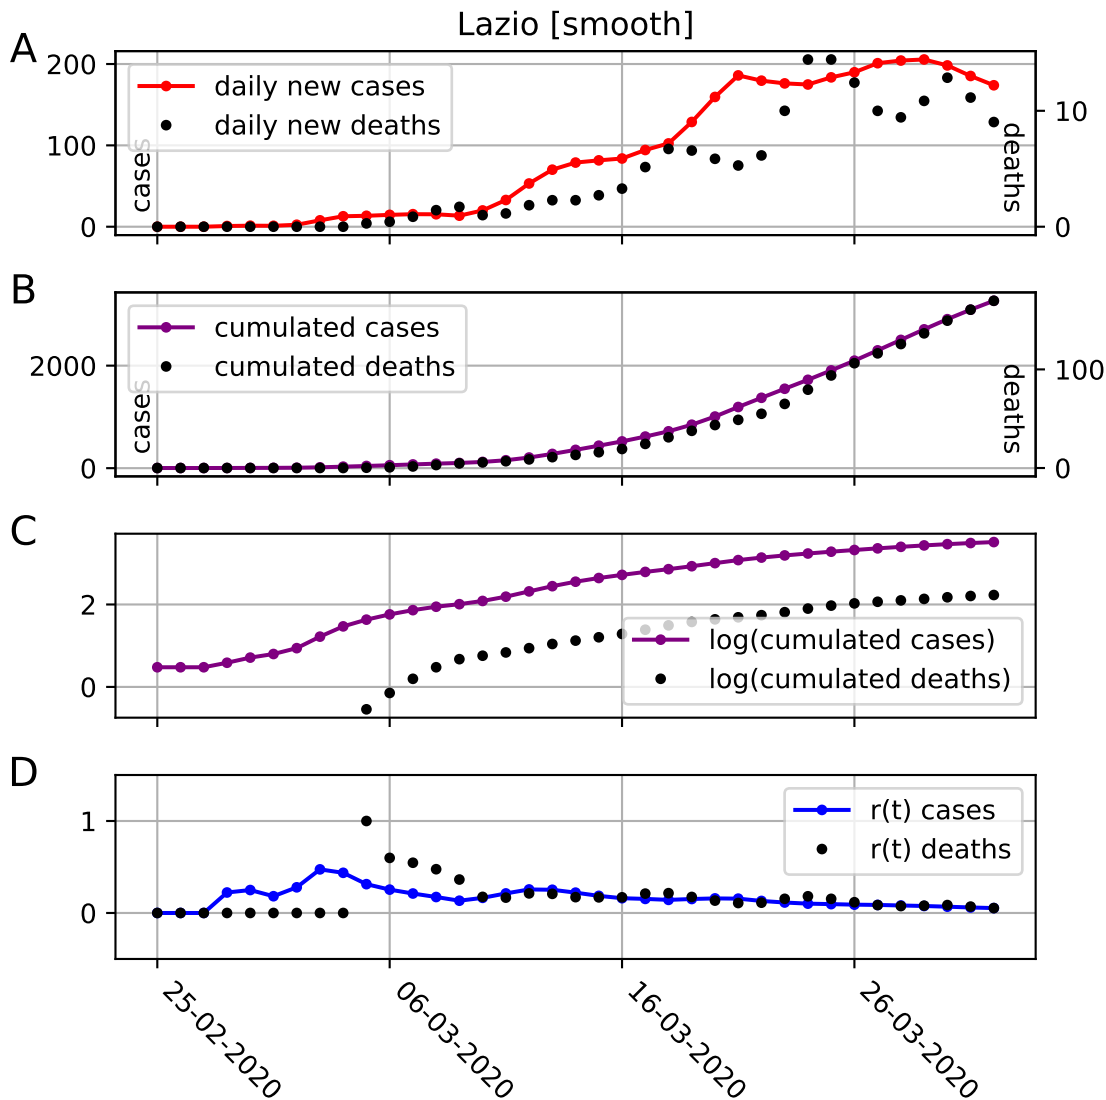 Lazio [smooth]
A
200
100
0
cases
daily new cases
daily new deaths
10
0
deaths
B
2000
0
cases
cumulated cases
cumulated deaths
100
0
deaths
C
2
0
log(cumulated cases)
log(cumulated deaths)
D
1
0
r(t) cases
r(t) deaths
25-02-2020
06-03-2020
16-03-2020
26-03-2020